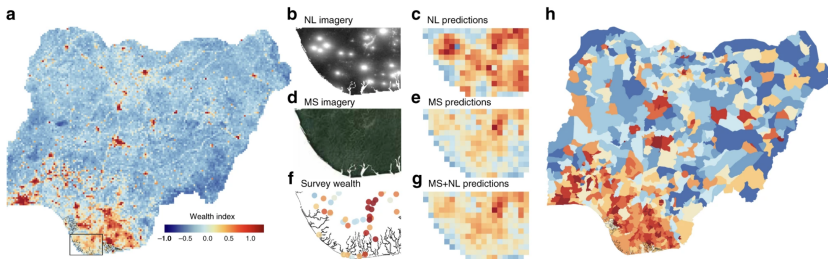 a
b
NL imagery
c
NL predictions
h
d
MS imagery
e
MS predictions
f
Survey wealth
g
MS+NL predictions
Wealth index
–1.0 –0.5 0.0 0.5 1.0